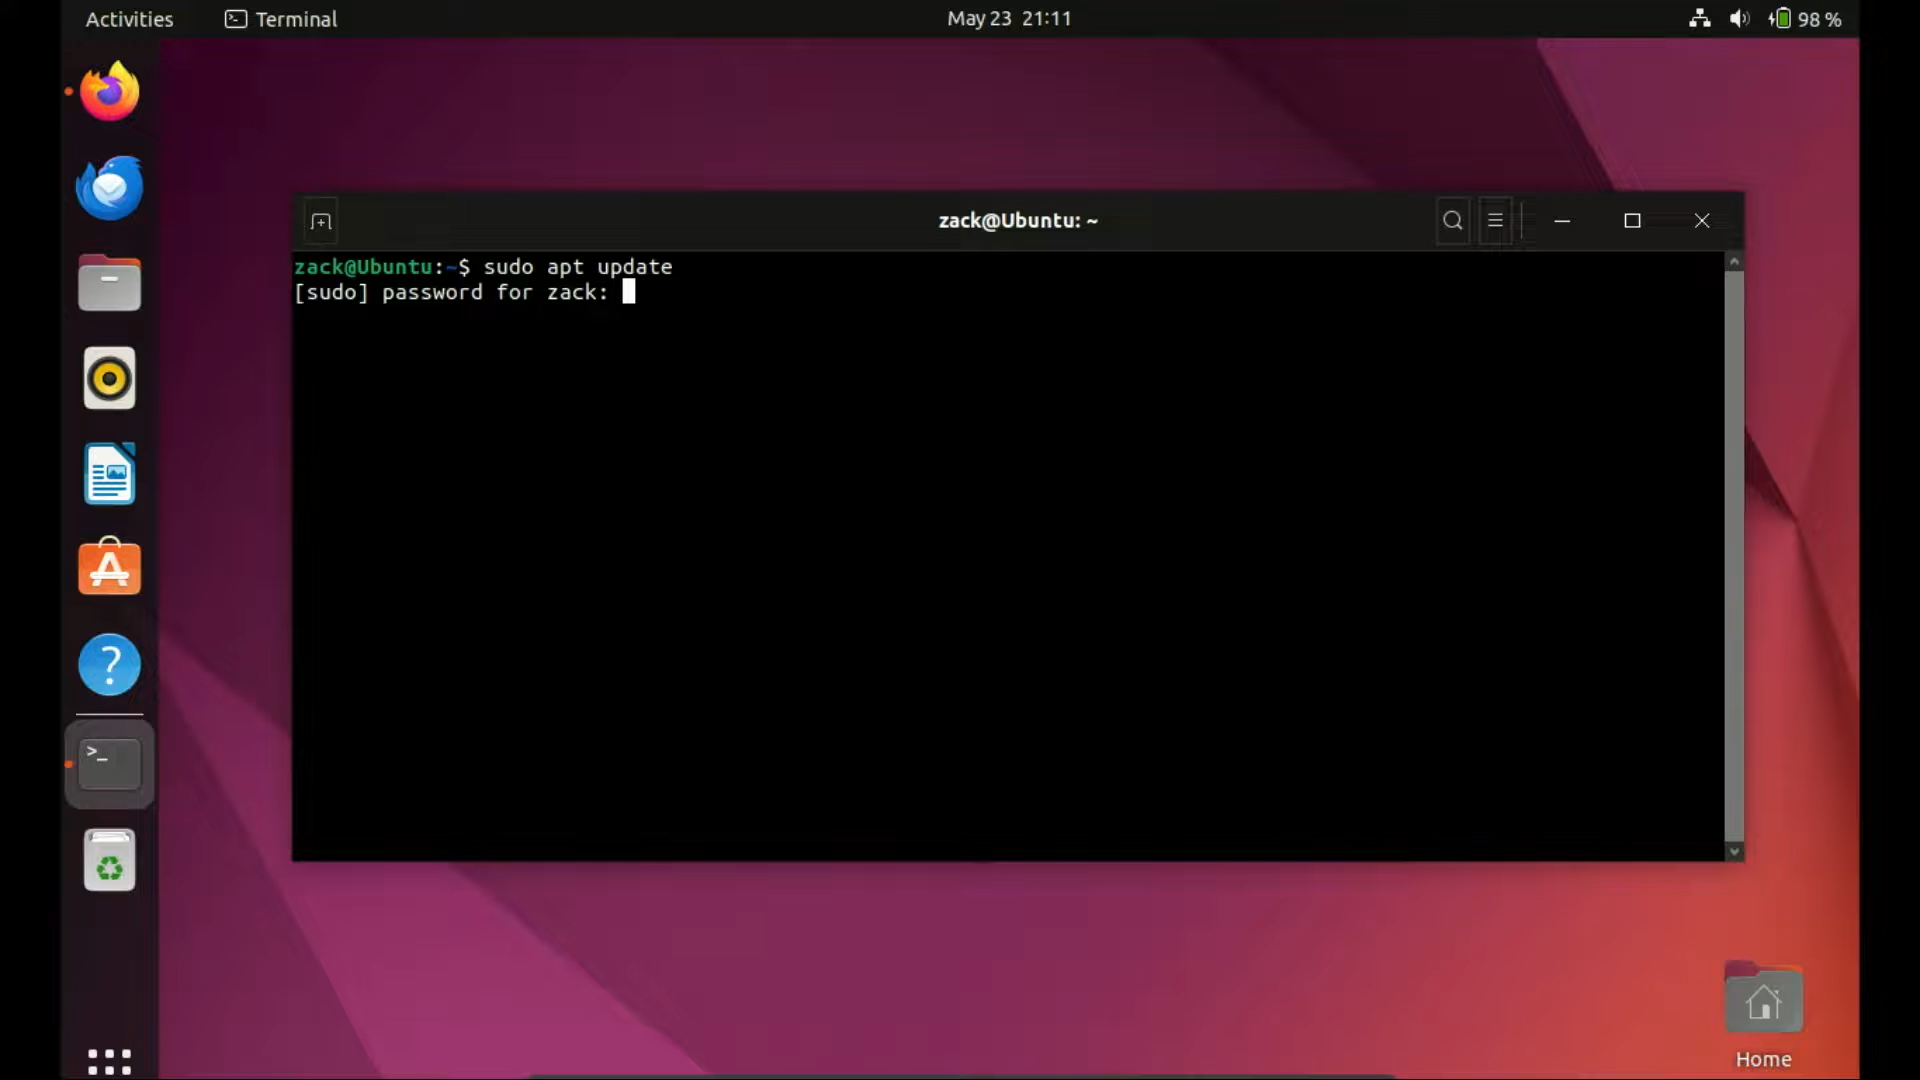 Activities Terminal May 23 21:11 98 %
zack@Ubuntu: ~
zack@Ubuntu:~$ sudo apt update
[sudo] password for zack:
Home